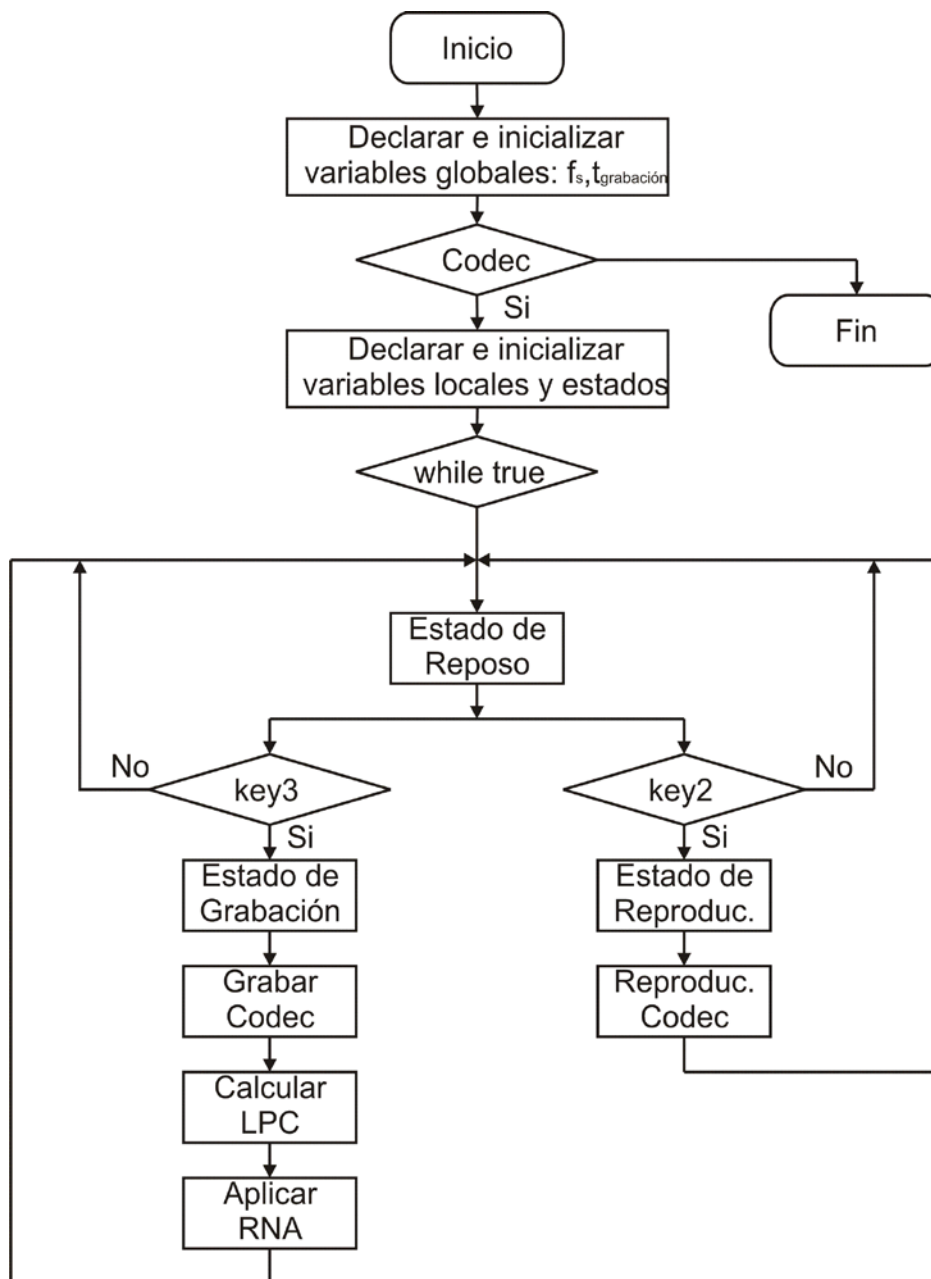 Inicio
Declarar e inicializar
variables globales: fs,tgrabación
Codec
Si
Fin
Declarar e inicializar
variables locales y estados
while true
Estado de
Reposo
No
key3
Si
key2
No
Si
Estado de
Grabación
Estado de
Reproduc.
Grabar
Codec
Reproduc.
Codec
Calcular
LPC
Aplicar
RNA